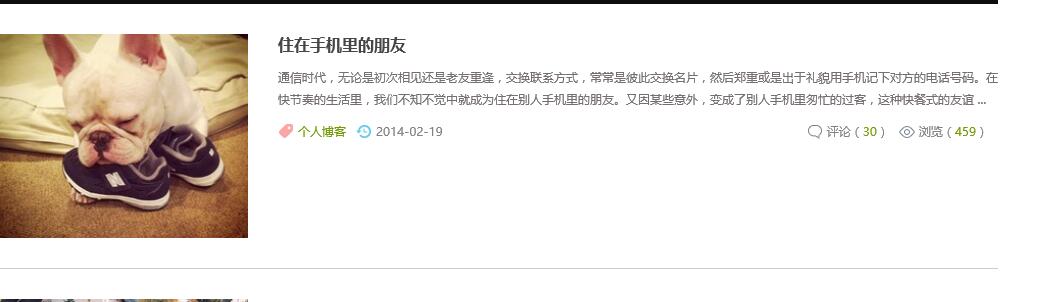 住在手机里的朋友
通信时代，无论是初次相见还是老友重逢，交换联系方式，常常是彼此交换名片，然后郑重或是出于礼貌用手机记下对方的电话号码。在
快节奏的生活里，我们不知不觉中就成为住在别人手机里的朋友。又因某些意外，变成了别人手机里匆忙的过客，这种快餐式的友谊 ...
个人博客 2014-02-19 评论（30） 浏览（459）
N